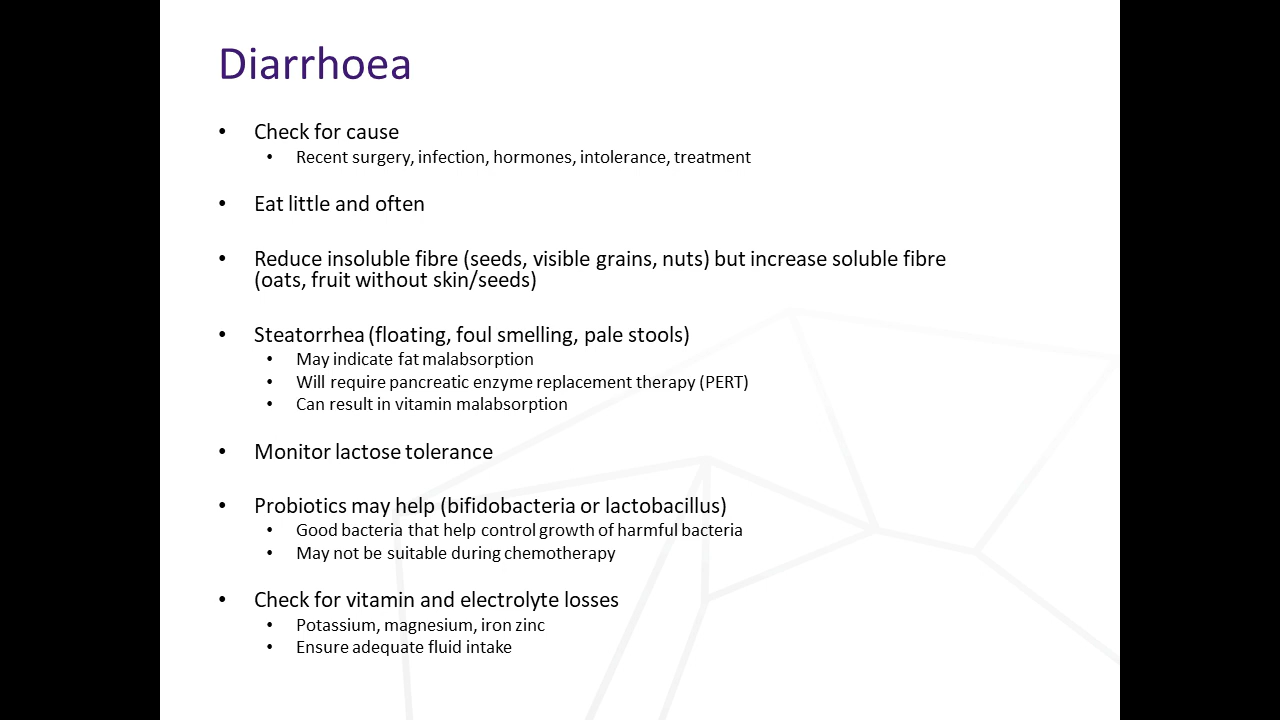 Diarrhoea
• Check for cause
• Recent surgery, infection, hormones, intolerance, treatment
• Eat little and often
• Reduce insoluble fibre (seeds, visible grains, nuts) but increase soluble fibre
(oats, fruit without skin/seeds)
• Steatorrhea (floating, foul smelling, pale stools)
• May indicate fat malabsorption
• Will require pancreatic enzyme replacement therapy (PERT)
• Can result in vitamin malabsorption
• Monitor lactose tolerance
• Probiotics may help (bifidobacteria or lactobacillus)
• Good bacteria that help control growth of harmful bacteria
• May not be suitable during chemotherapy
• Check for vitamin and electrolyte losses
• Potassium, magnesium, iron zinc
• Ensure adequate fluid intake